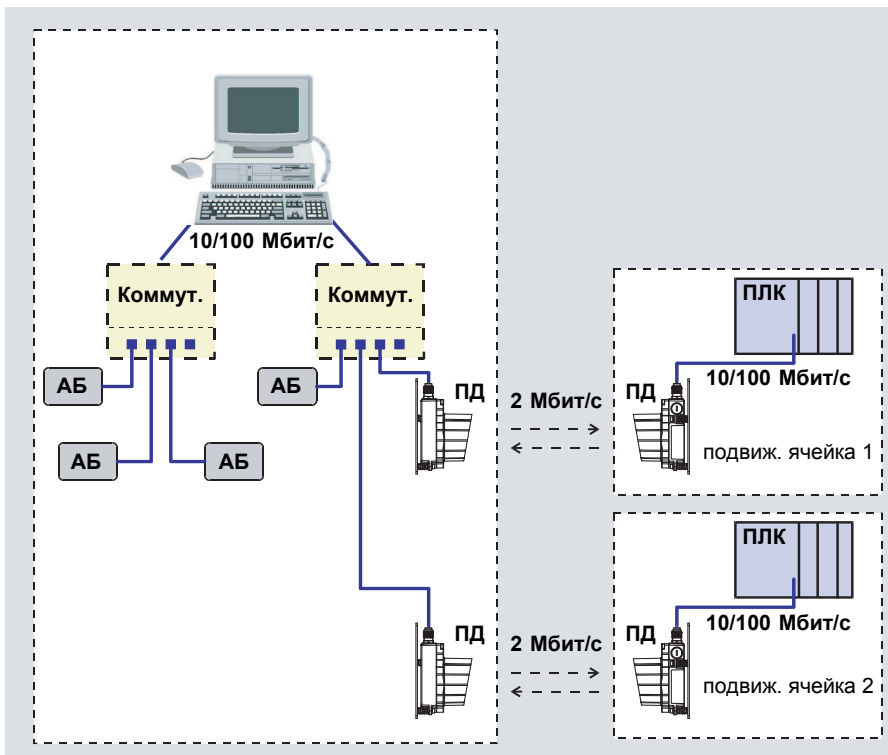 10/100 Мбит/с
Коммут.
Коммут.
АБ
АБ
АБ
АБ
ПД
2 Мбит/с
ПД
ПЛК
10/100 Мбит/с
подвиж. ячейка 1
ПД
2 Мбит/с
ПД
ПЛК
10/100 Мбит/с
подвиж. ячейка 2